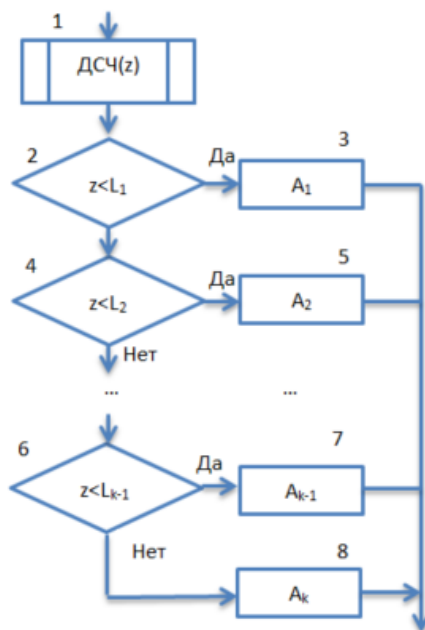 1
ДСЧ(z)
2
z<L₁
Да
3
A₁
4
z<L₂
Да
5
A₂
Нет
... ...
6
z<Lₖ₋₁
Да
7
Aₖ₋₁
Нет
8
Aₖ